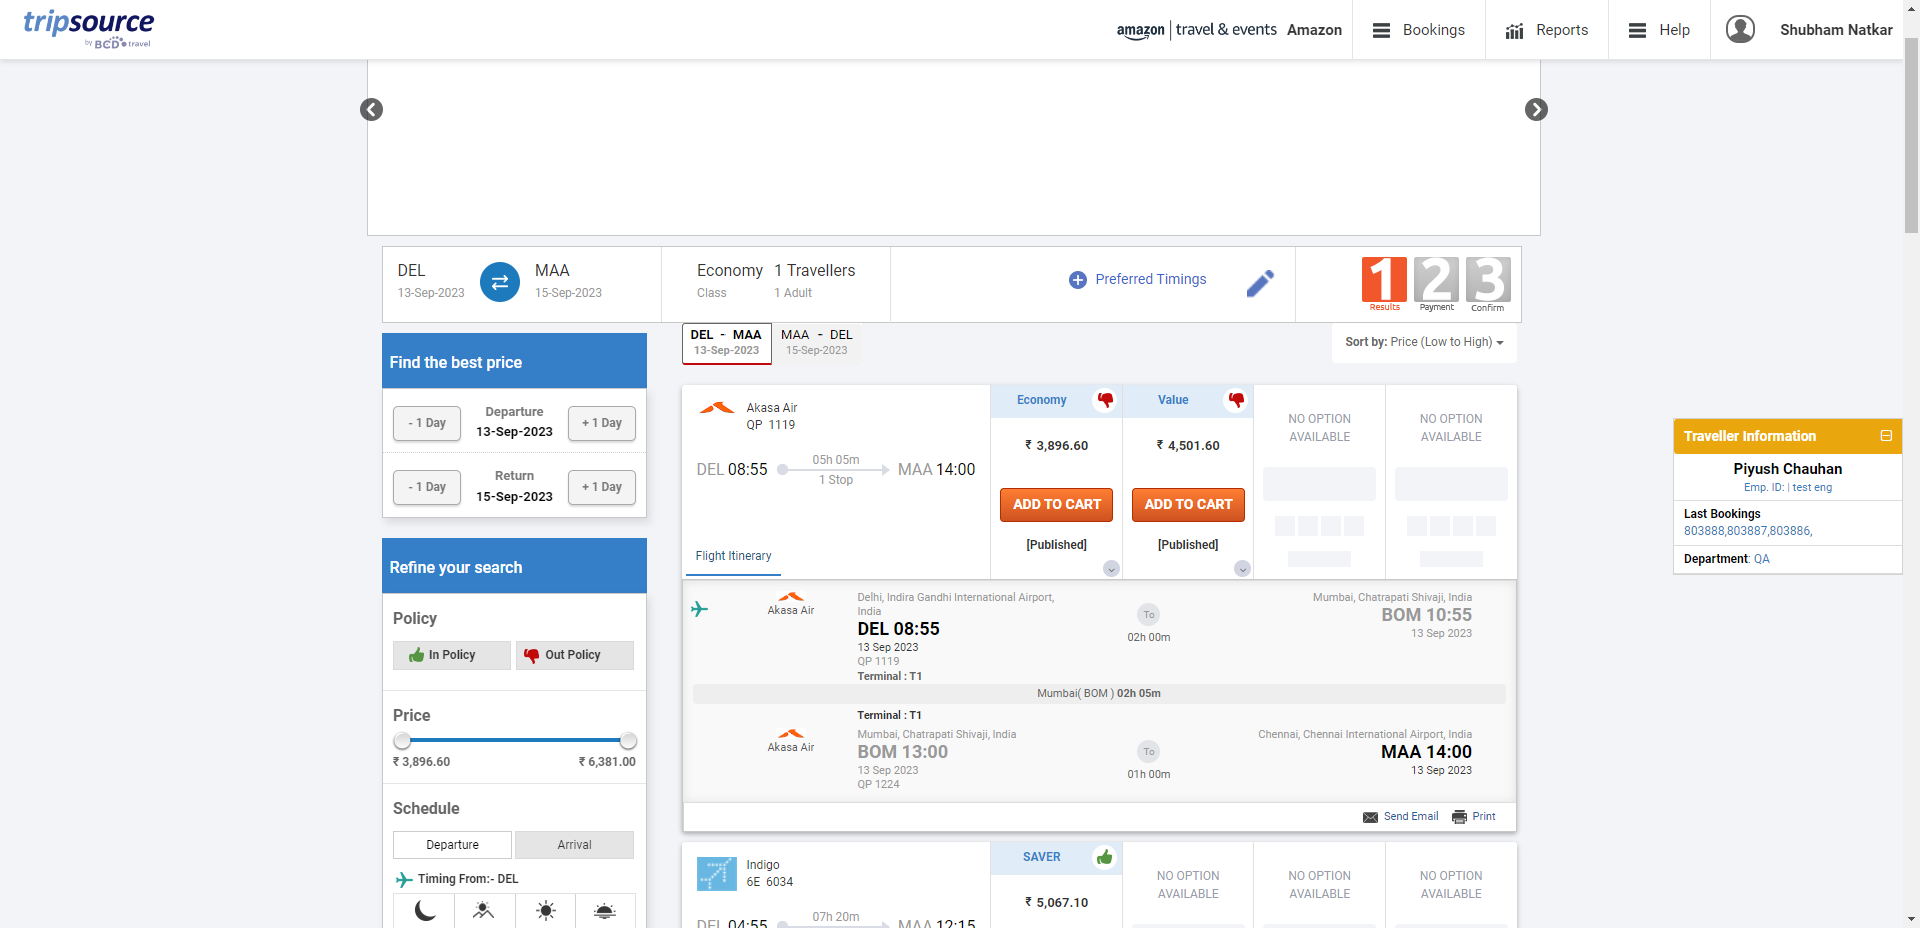 tripsource
by BCD travel
amazon | travel & events Amazon
Bookings
Reports
Help
Shubham Natkar
DEL
13-Sep-2023
MAA
15-Sep-2023
Economy
Class
1 Travellers
1 Adult
Preferred Timings
1
Results
2
Payment
3
Confirm
DEL - MAA
13-Sep-2023
MAA - DEL
15-Sep-2023
Sort by: Price (Low to High)
Find the best price
- 1 Day
Departure
13-Sep-2023
+ 1 Day
- 1 Day
Return
15-Sep-2023
+ 1 Day
Refine your search
Policy
In Policy
Out Policy
Price
₹ 3,896.60
₹ 6,381.00
Schedule
Departure
Arrival
Timing From:- DEL
Akasa Air
QP 1119
DEL 08:55
05h 05m
1 Stop
MAA 14:00
Flight Itinerary
Economy
₹ 3,896.60
ADD TO CART
[Published]
Value
₹ 4,501.60
ADD TO CART
[Published]
NO OPTION
AVAILABLE
NO OPTION
AVAILABLE
Akasa Air
Delhi, Indira Gandhi International Airport,
India
DEL 08:55
13 Sep 2023
QP 1119
Terminal : T1
To
02h 00m
Mumbai, Chatrapati Shivaji, India
BOM 10:55
13 Sep 2023
Mumbai( BOM ) 02h 05m
Akasa Air
Terminal : T1
Mumbai, Chatrapati Shivaji, India
BOM 13:00
13 Sep 2023
QP 1224
To
01h 00m
Chennai, Chennai International Airport, India
MAA 14:00
13 Sep 2023
Send Email
Print
Indigo
6E 6034
DEL 04:55
07h 20m
MAA 12:15
SAVER
₹ 5,067.10
NO OPTION
AVAILABLE
NO OPTION
AVAILABLE
NO OPTION
AVAILABLE
Traveller Information
Piyush Chauhan
Emp. ID: | test eng
Last Bookings
803888,803887,803886,
Department: QA